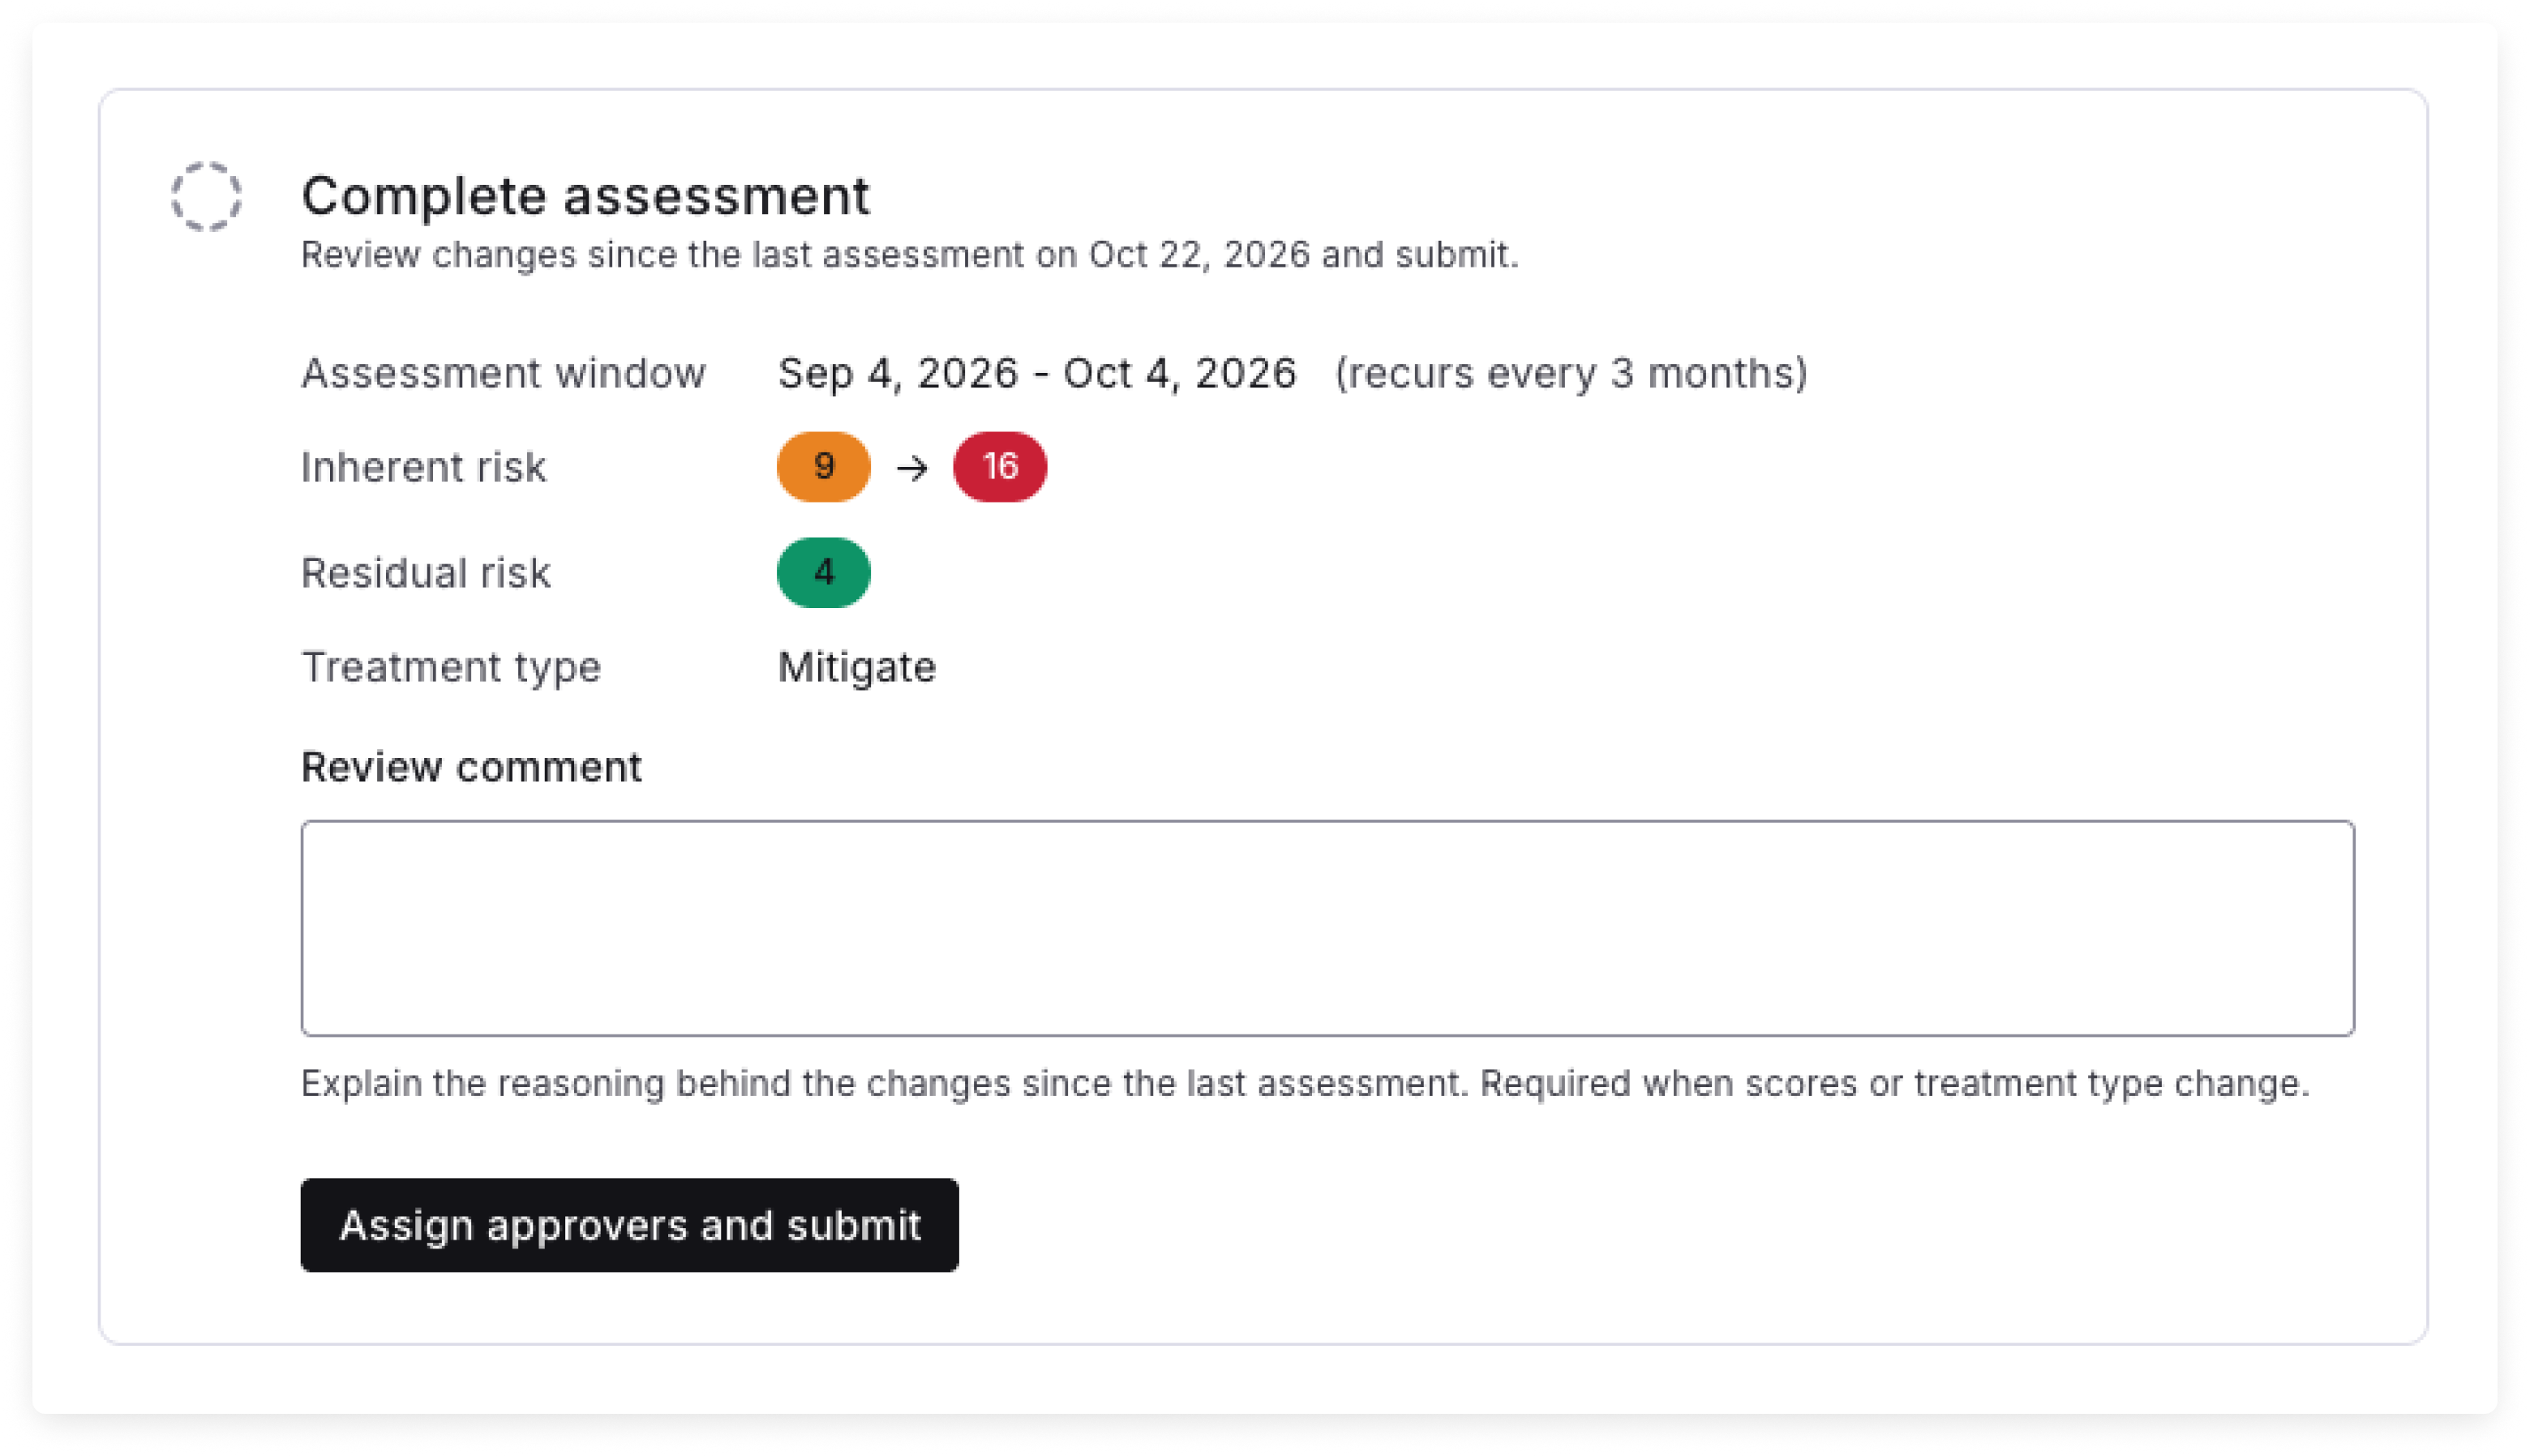 Complete assessment
Review changes since the last assessment on Oct 22, 2026 and submit.
Assessment window Sep 4, 2026 - Oct 4, 2026 (recurs every 3 months)
Inherent risk 9 → 16
Residual risk 4
Treatment type Mitigate
Review comment
Explain the reasoning behind the changes since the last assessment. Required when scores or treatment type change.
Assign approvers and submit